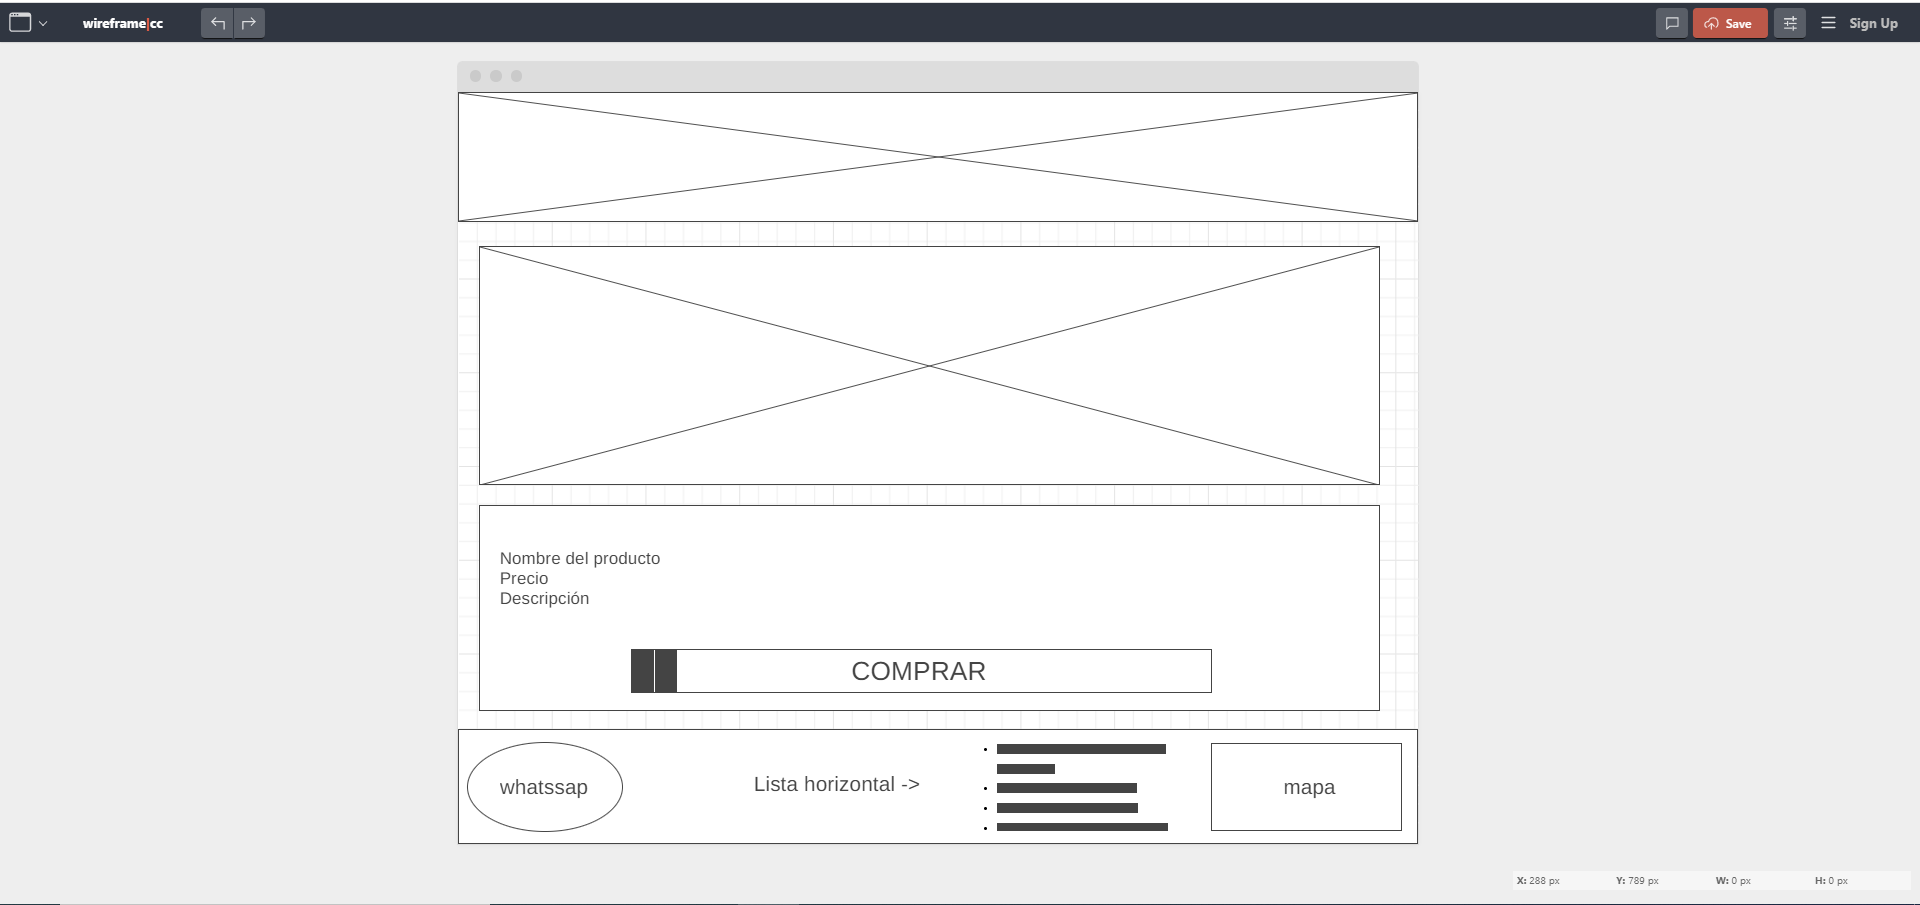 wireframe|cc
Save
Sign Up
Nombre del producto
Precio
Descripción
COMPRAR
whatssap
Lista horizontal ->
mapa
X: 288 px Y: 789 px W: 0 px H: 0 px